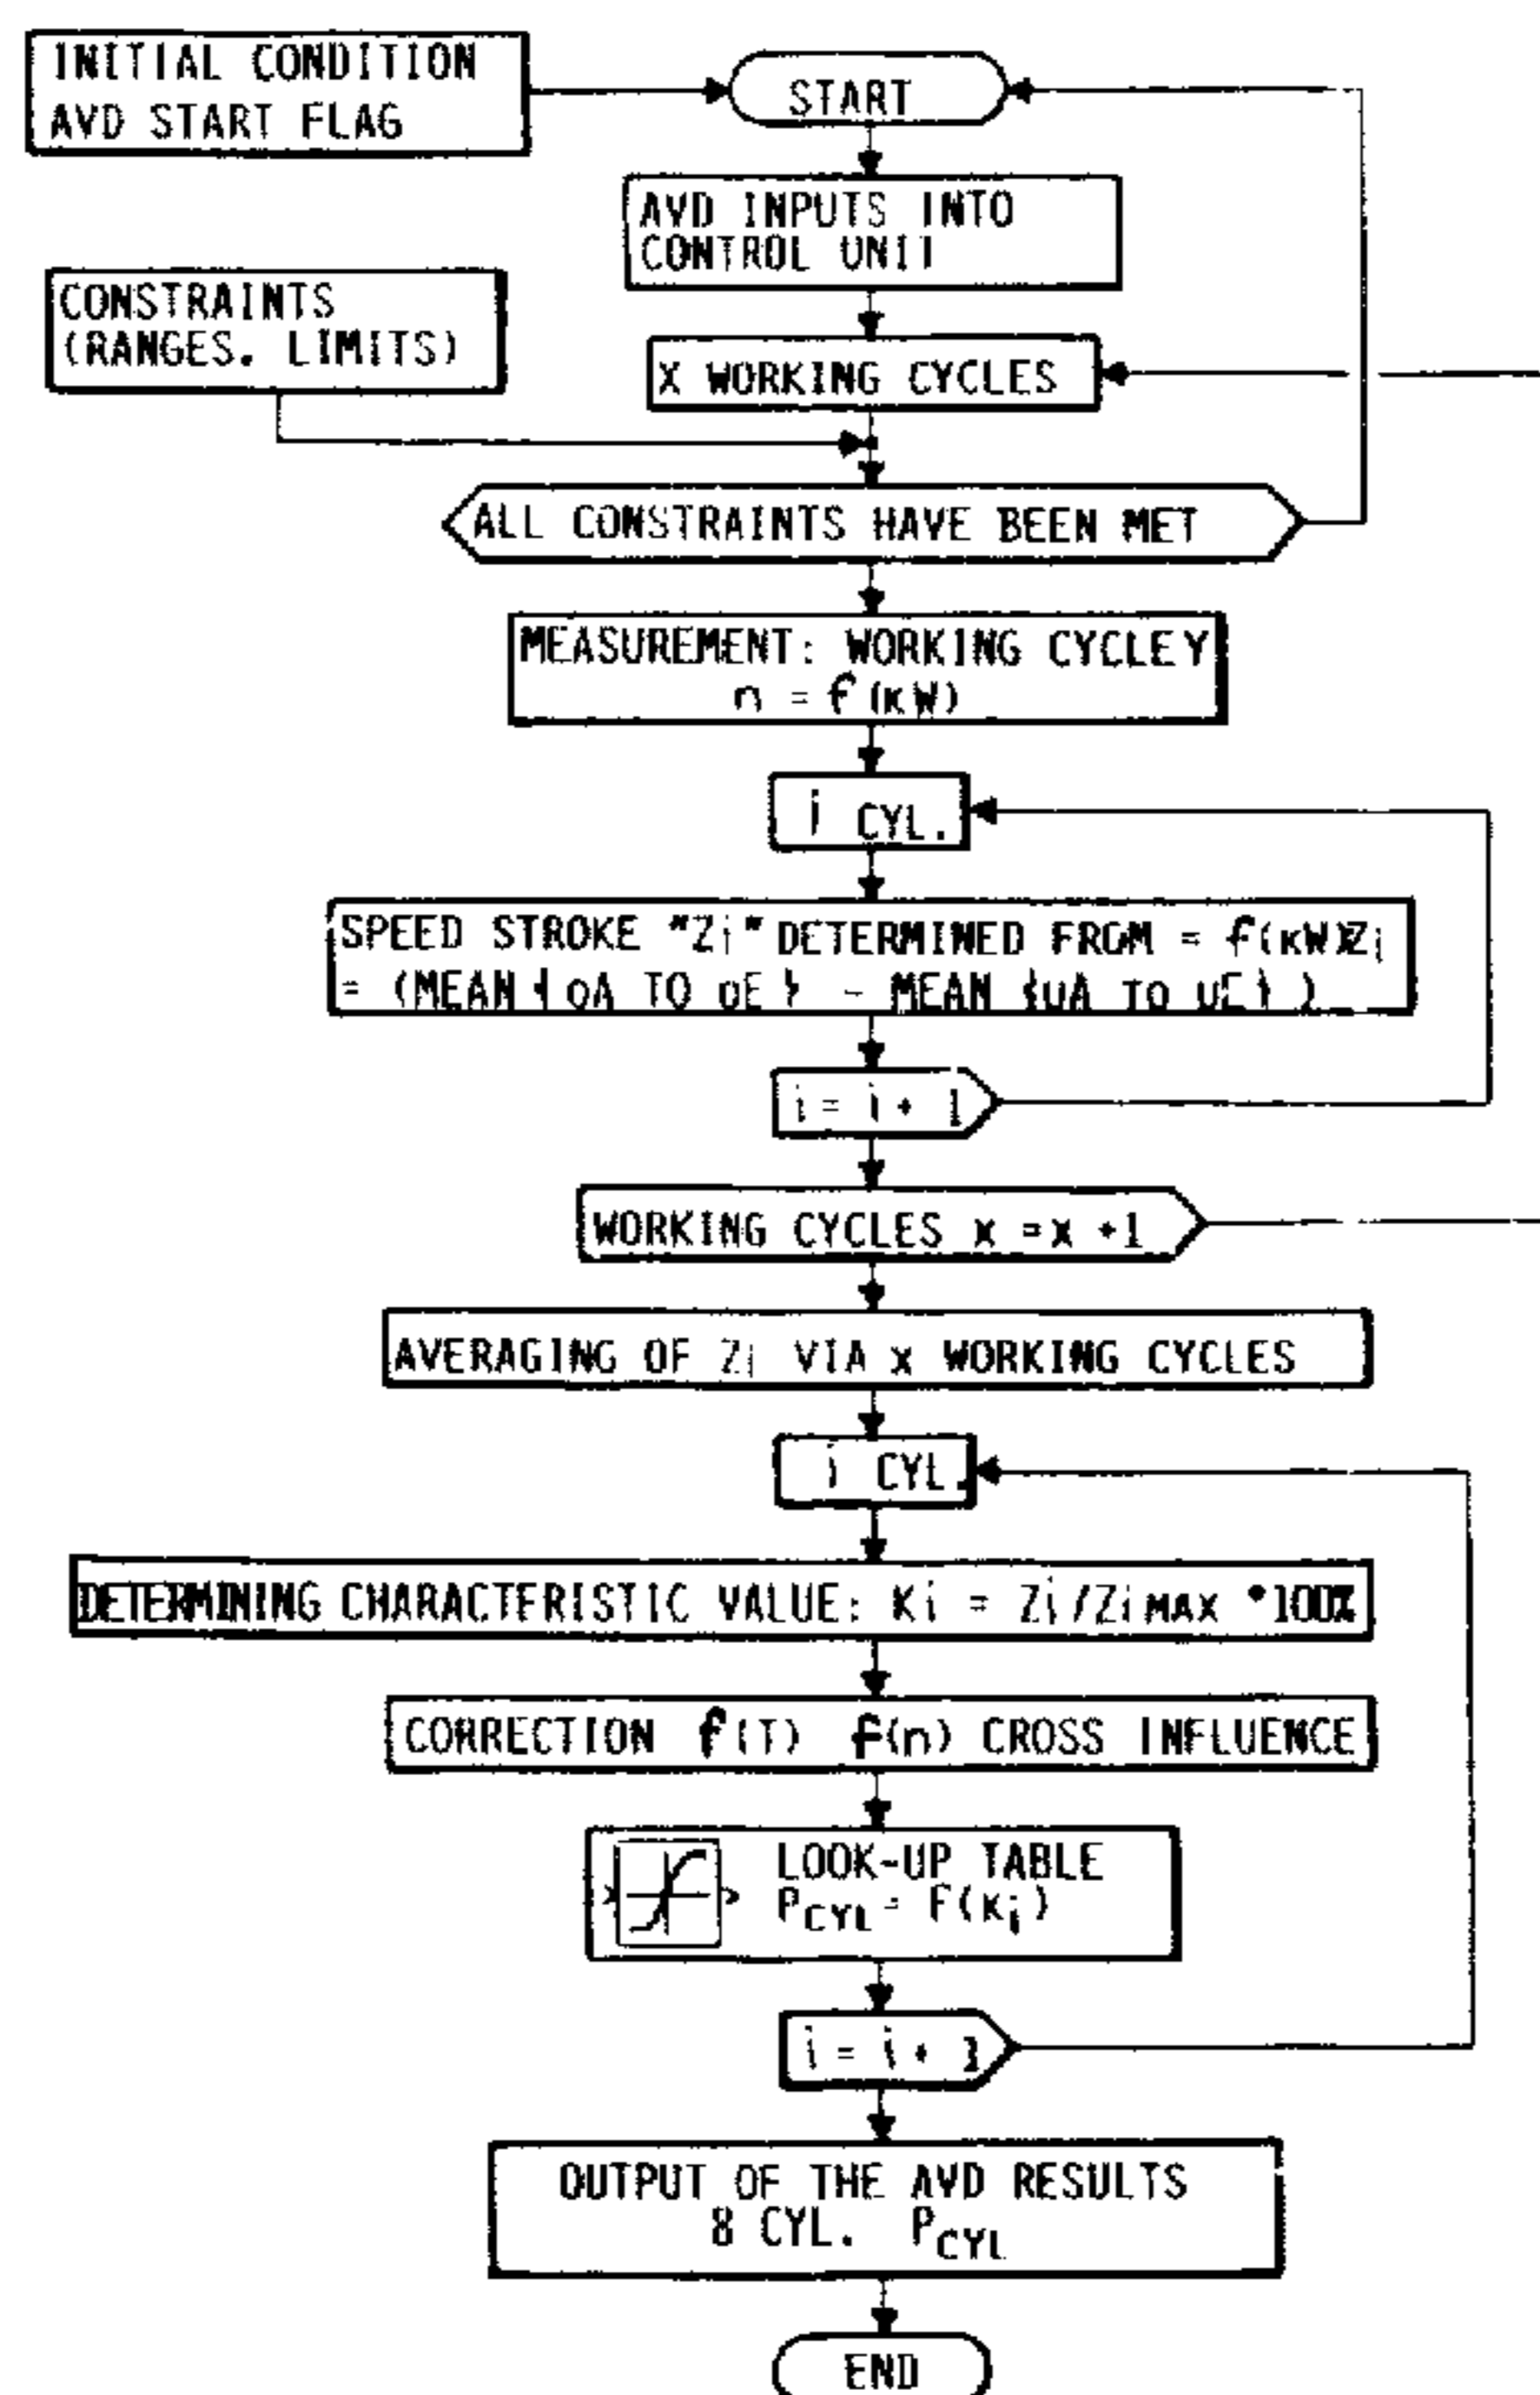 INITIAL CONDITION
AVD START FLAG
START
AVD INPUTS INTO
CONTROL UNIT
CONSTRAINTS
(RANGES. LIMITS)
X WORKING CYCLES
ALL CONSTRAINTS HAVE BEEN MET
MEASUREMENT: WORKING CYCLE Y
n = f (KW)
i CYL.
SPEED STROKE "Zi" DETERMINED FROM = f(KW)Zi
= (MEAN {oA TO oE} - MEAN {uA TO uE} )
i = i + 1
WORKING CYCLES x = x +1
AVERAGING OF Zi VIA x WORKING CYCLES
i CYL.
DETERMINING CHARACTERISTIC VALUE: Ki = Zi/Zi MAX *100%
CORRECTION f(T) f(n) CROSS INFLUENCE
LOOK-UP TABLE
PCYL = F(Ki)
i = i + 1
OUTPUT OF THE AVD RESULTS
8 CYL. PCYL
END